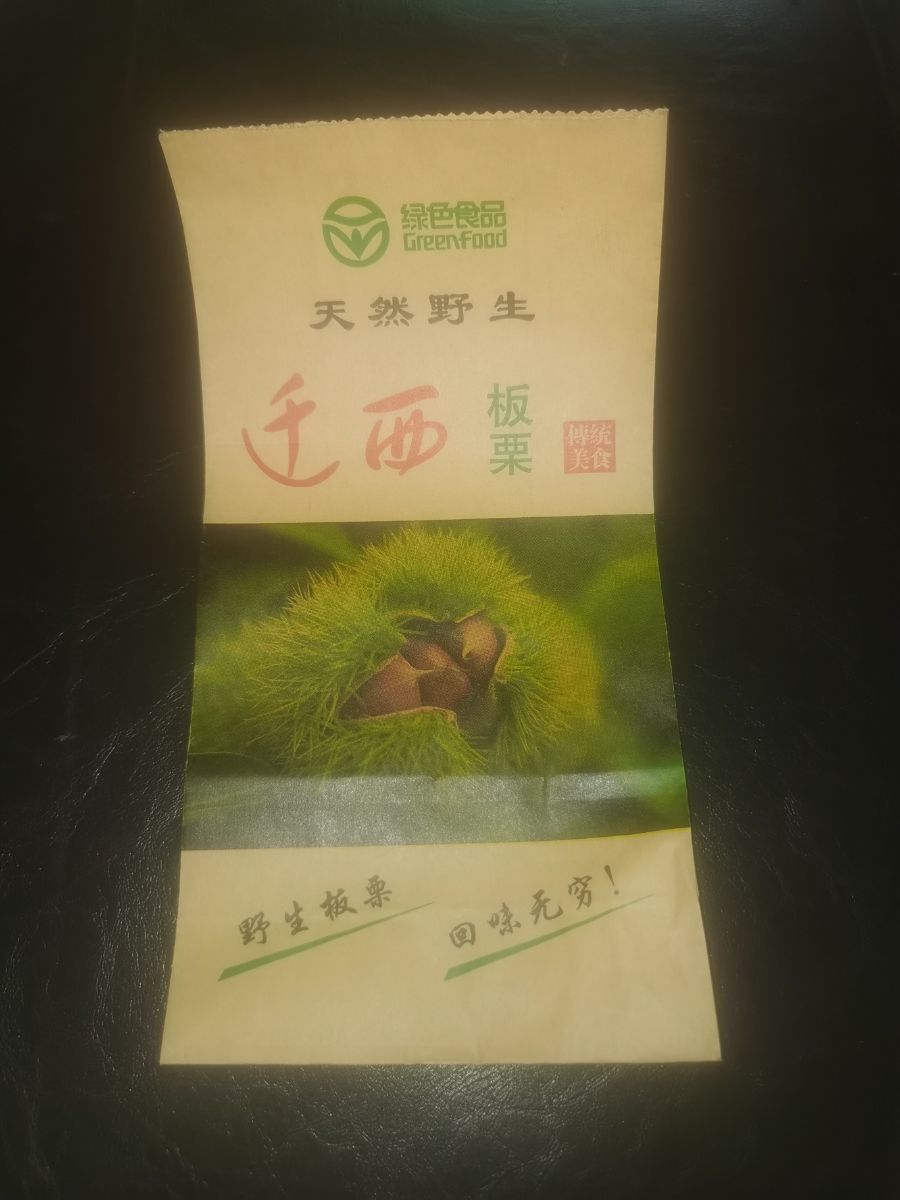 绿色食品
GreenFood
天然野生
迁西
板
栗
傳統
美食
野生板栗
回味无穷！